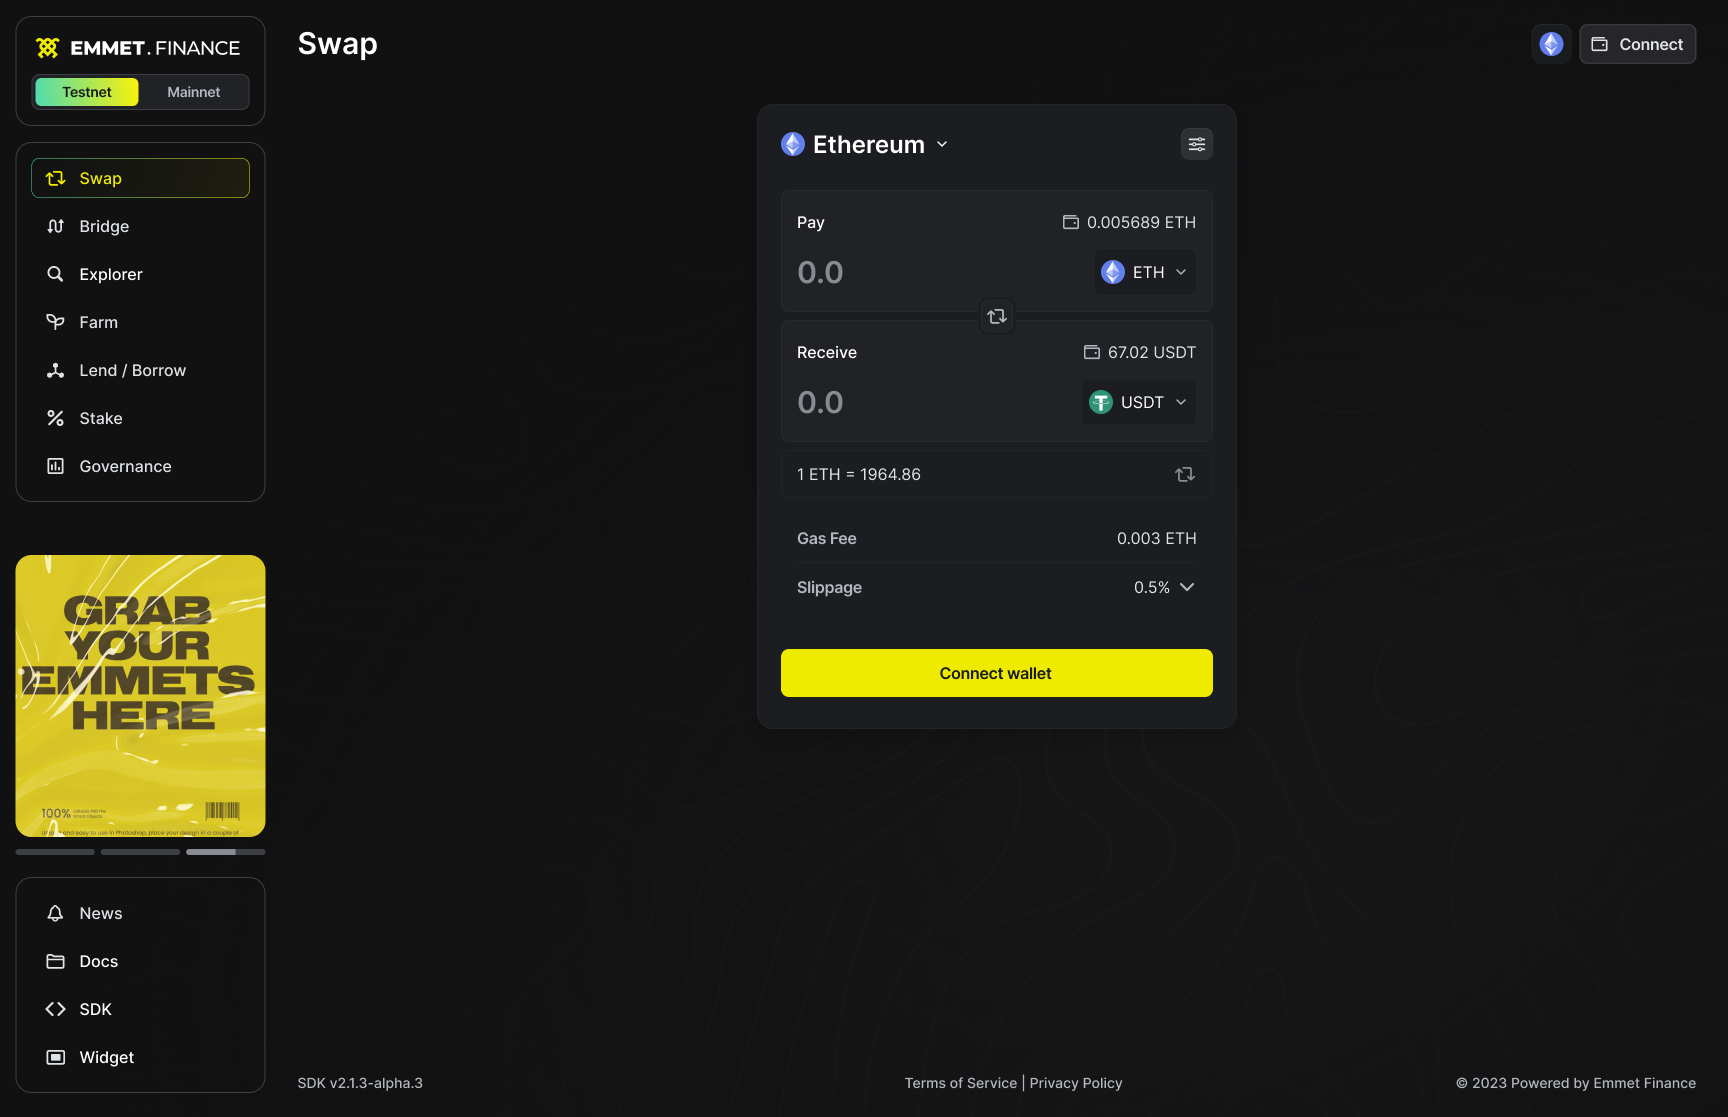 EMMET.FINANCE
Testnet
Mainnet
Swap
Bridge
Explorer
Farm
Lend / Borrow
Stake
Governance
GRAB
YOUR
EMMETS
HERE
100%
News
Docs
SDK
Widget
Swap
Connect
Ethereum
Pay
0.005689 ETH
0.0
ETH
Receive
67.02 USDT
0.0
USDT
1 ETH = 1964.86
Gas Fee
0.003 ETH
Slippage
0.5%
Connect wallet
SDK v2.1.3-alpha.3
Terms of Service | Privacy Policy
© 2023 Powered by Emmet Finance